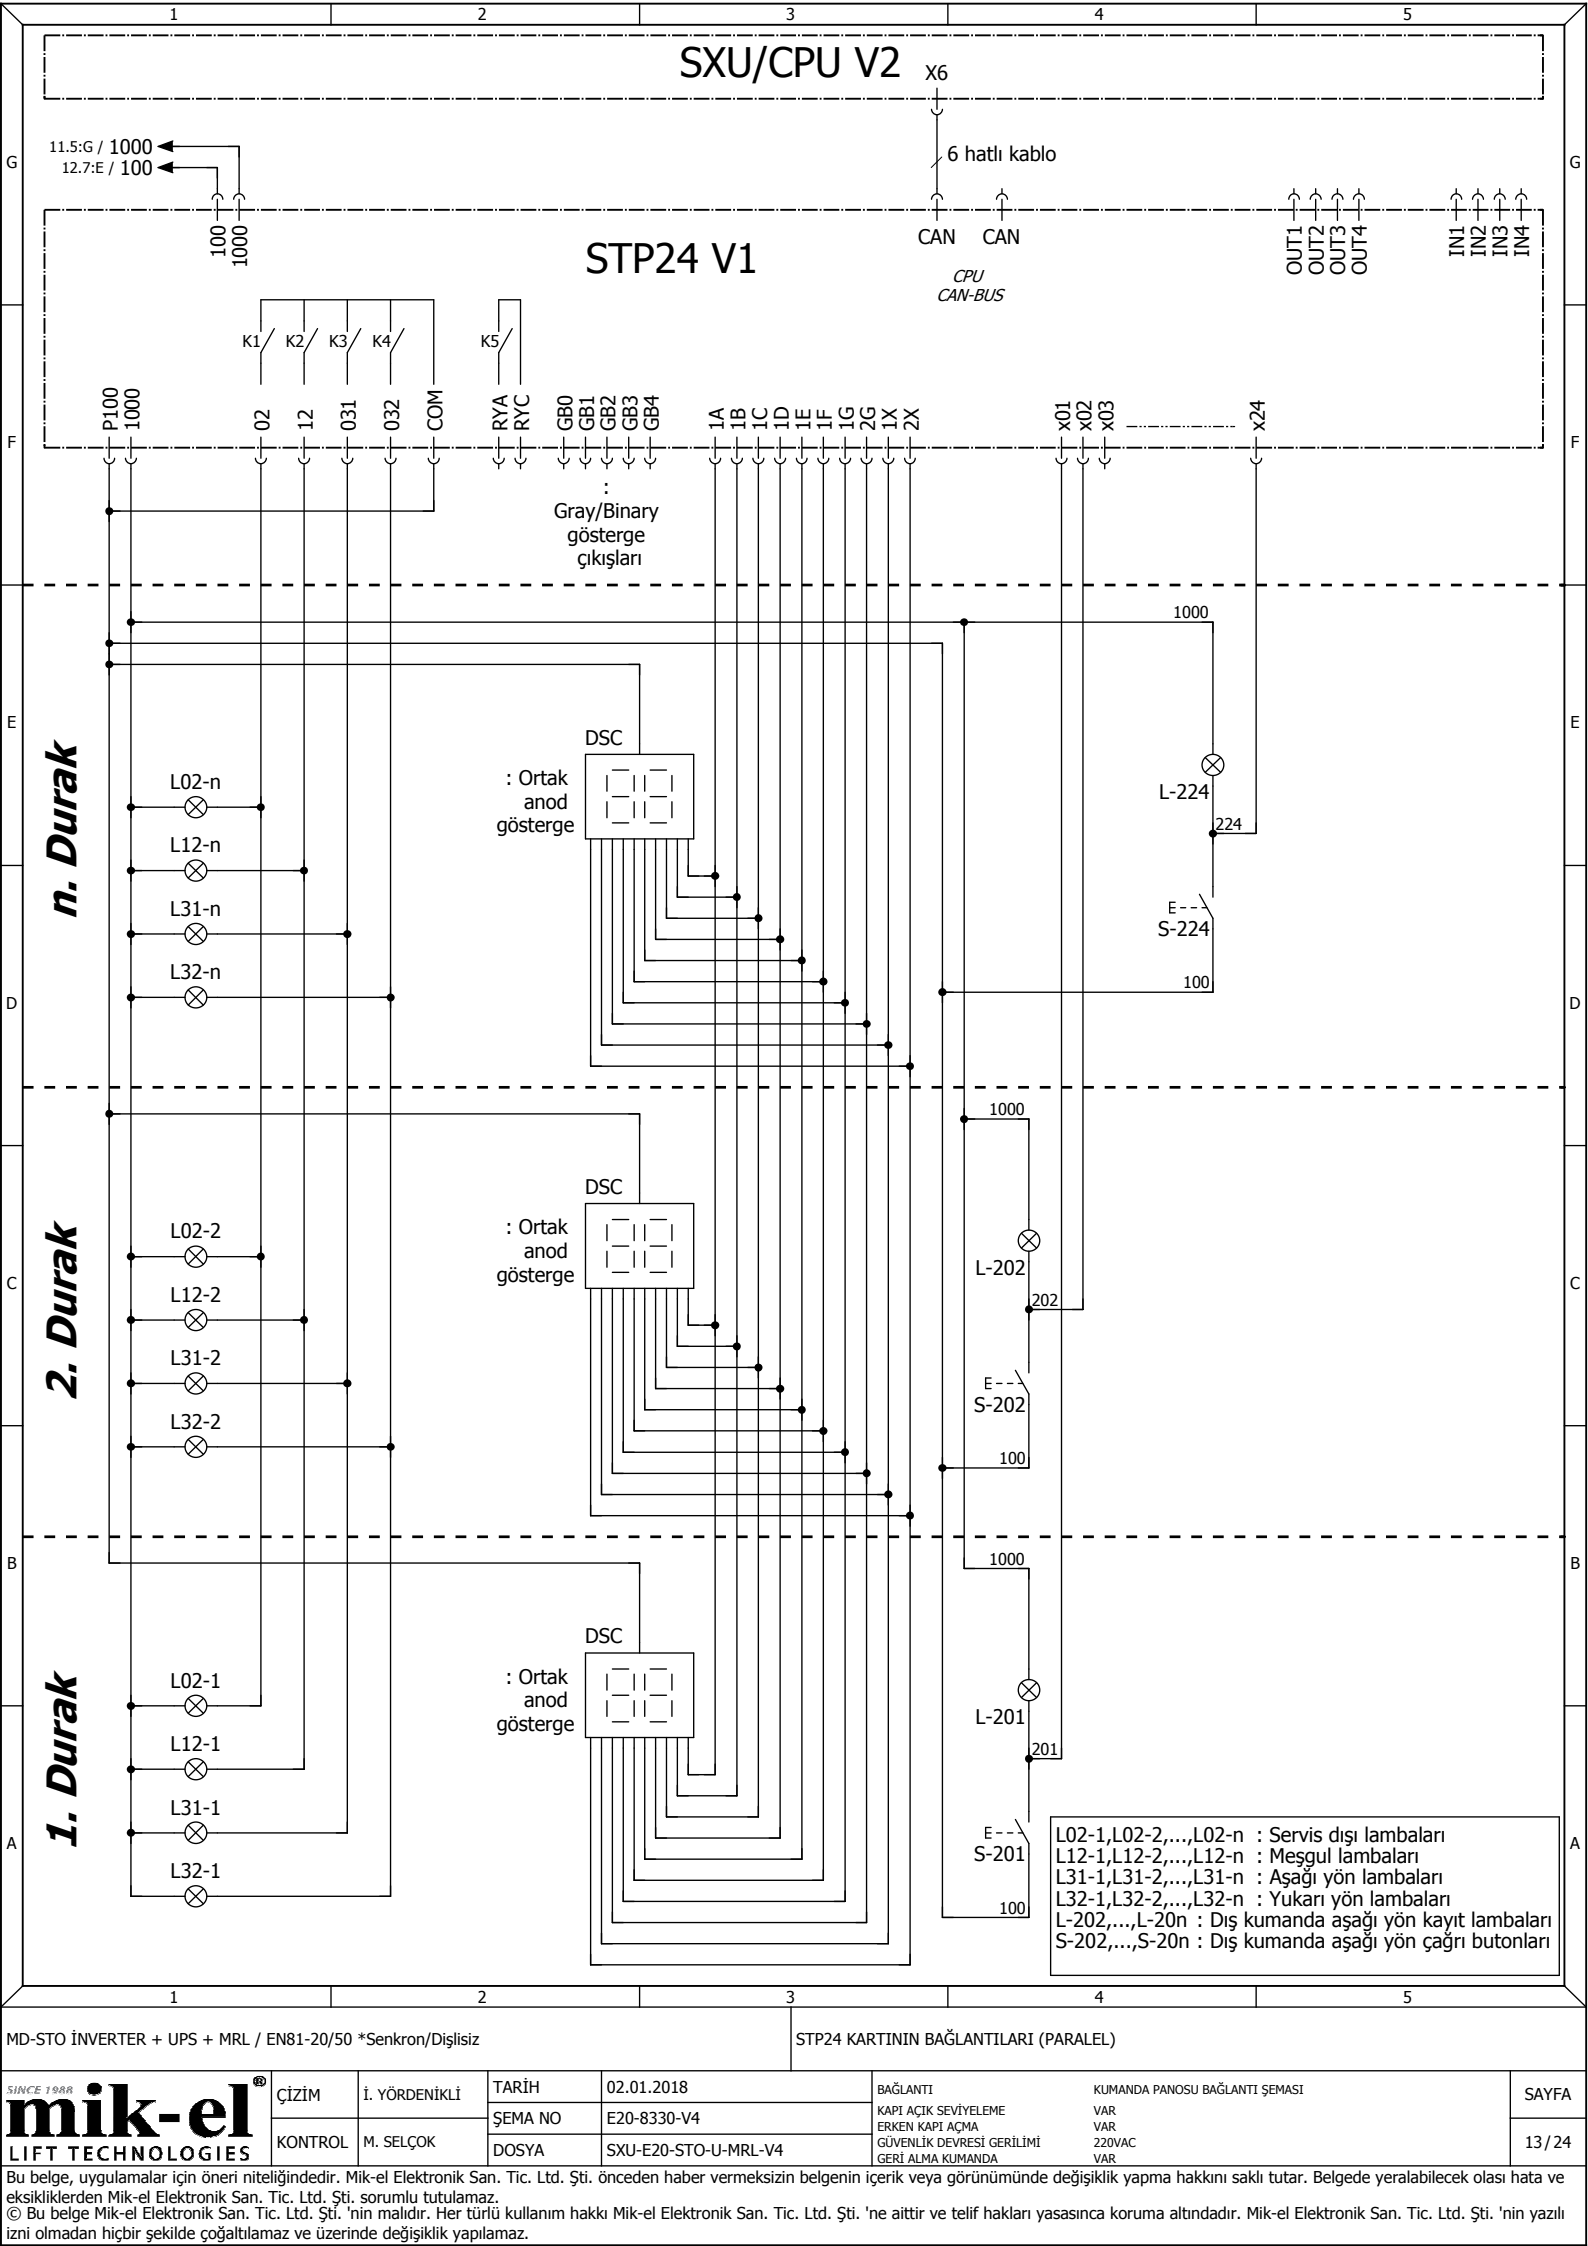 1 2 3 4 5
SXU/CPU V2
X6
11.5:G / 1000
12.7:E / 100
6 hatlı kablo
G G
100
1000
STP24 V1
CAN CAN
CPU
CAN-BUS
OUT1
OUT2
OUT3
OUT4
IN1
IN2
IN3
IN4
K1 K2 K3 K4 K5
P100
1000
02
12
031
032
COM
RYA
RYC
GB0
GB1
GB2
GB3
GB4
1A
1B
1C
1D
1E
1F
1G
2G
1X
2X
x01
x02
x03
x24
F F
:
Gray/Binary
gösterge
çıkışları
n. Durak
1000
E E
DSC
: Ortak
anod
gösterge
L02-n
L12-n
L31-n
L32-n
L-224
224
E
S-224
100
D D
2. Durak
1000
DSC
: Ortak
anod
gösterge
L02-2
L12-2
L31-2
L32-2
L-202
202
C C
E
S-202
100
B B
1. Durak
1000
DSC
: Ortak
anod
gösterge
L02-1
L12-1
L31-1
L32-1
L-201
201
E
S-201
100
A A
L02-1,L02-2,...,L02-n : Servis dışı lambaları
L12-1,L12-2,...,L12-n : Meşgul lambaları
L31-1,L31-2,...,L31-n : Aşağı yön lambaları
L32-1,L32-2,...,L32-n : Yukarı yön lambaları
L-202,...,L-20n : Dış kumanda aşağı yön kayıt lambaları
S-202,...,S-20n : Dış kumanda aşağı yön çağrı butonları
1 2 3 4 5
MD-STO İNVERTER + UPS + MRL / EN81-20/50 *Senkron/Dişlisiz
STP24 KARTININ BAĞLANTILARI (PARALEL)
SINCE 1988
mik-el®
LIFT TECHNOLOGIES
ÇİZİM İ. YÖRDENİKLİ
KONTROL M. SELÇOK
TARİH 02.01.2018
ŞEMA NO E20-8330-V4
DOSYA SXU-E20-STO-U-MRL-V4
BAĞLANTI KUMANDA PANOSU BAĞLANTI ŞEMASI
KAPI AÇIK SEVİYELEME VAR
ERKEN KAPI AÇMA VAR
GÜVENLİK DEVRESİ GERİLİMİ 220VAC
GERİ ALMA KUMANDA VAR
SAYFA
13/24
Bu belge, uygulamalar için öneri niteliğindedir. Mik-el Elektronik San. Tic. Ltd. Şti. önceden haber vermeksizin belgenin içerik veya görünümünde değişiklik yapma hakkını saklı tutar. Belgede yeralabilecek olası hata ve
eksikliklerden Mik-el Elektronik San. Tic. Ltd. Şti. sorumlu tutulamaz.
© Bu belge Mik-el Elektronik San. Tic. Ltd. Şti. 'nin malıdır. Her türlü kullanım hakkı Mik-el Elektronik San. Tic. Ltd. Şti. 'ne aittir ve telif hakları yasasınca koruma altındadır. Mik-el Elektronik San. Tic. Ltd. Şti. 'nin yazılı
izni olmadan hiçbir şekilde çoğaltılamaz ve üzerinde değişiklik yapılamaz.